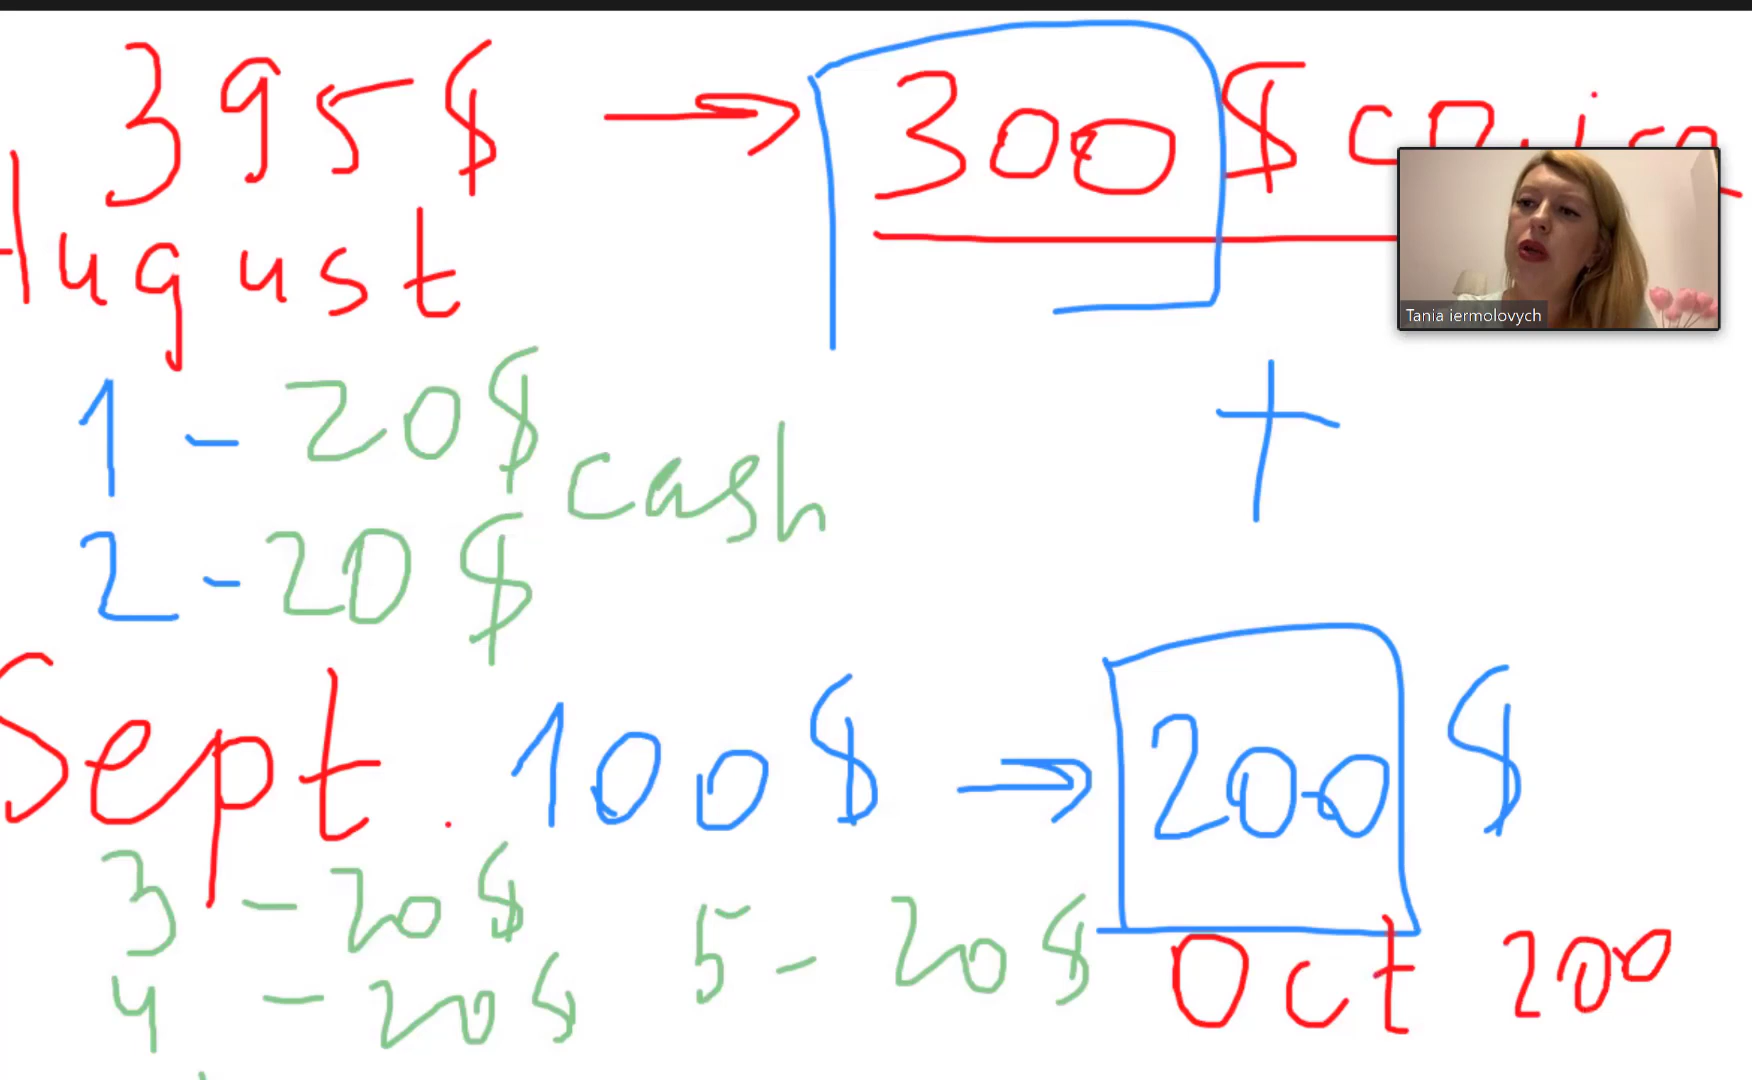 395$ → 300$
August
1 - 20$ cash
2 - 20$
+
Sept. 100$ → 200$
3 - 20$ 5 - 20$ Oct 200
4 - 20$
Tania iermolovych